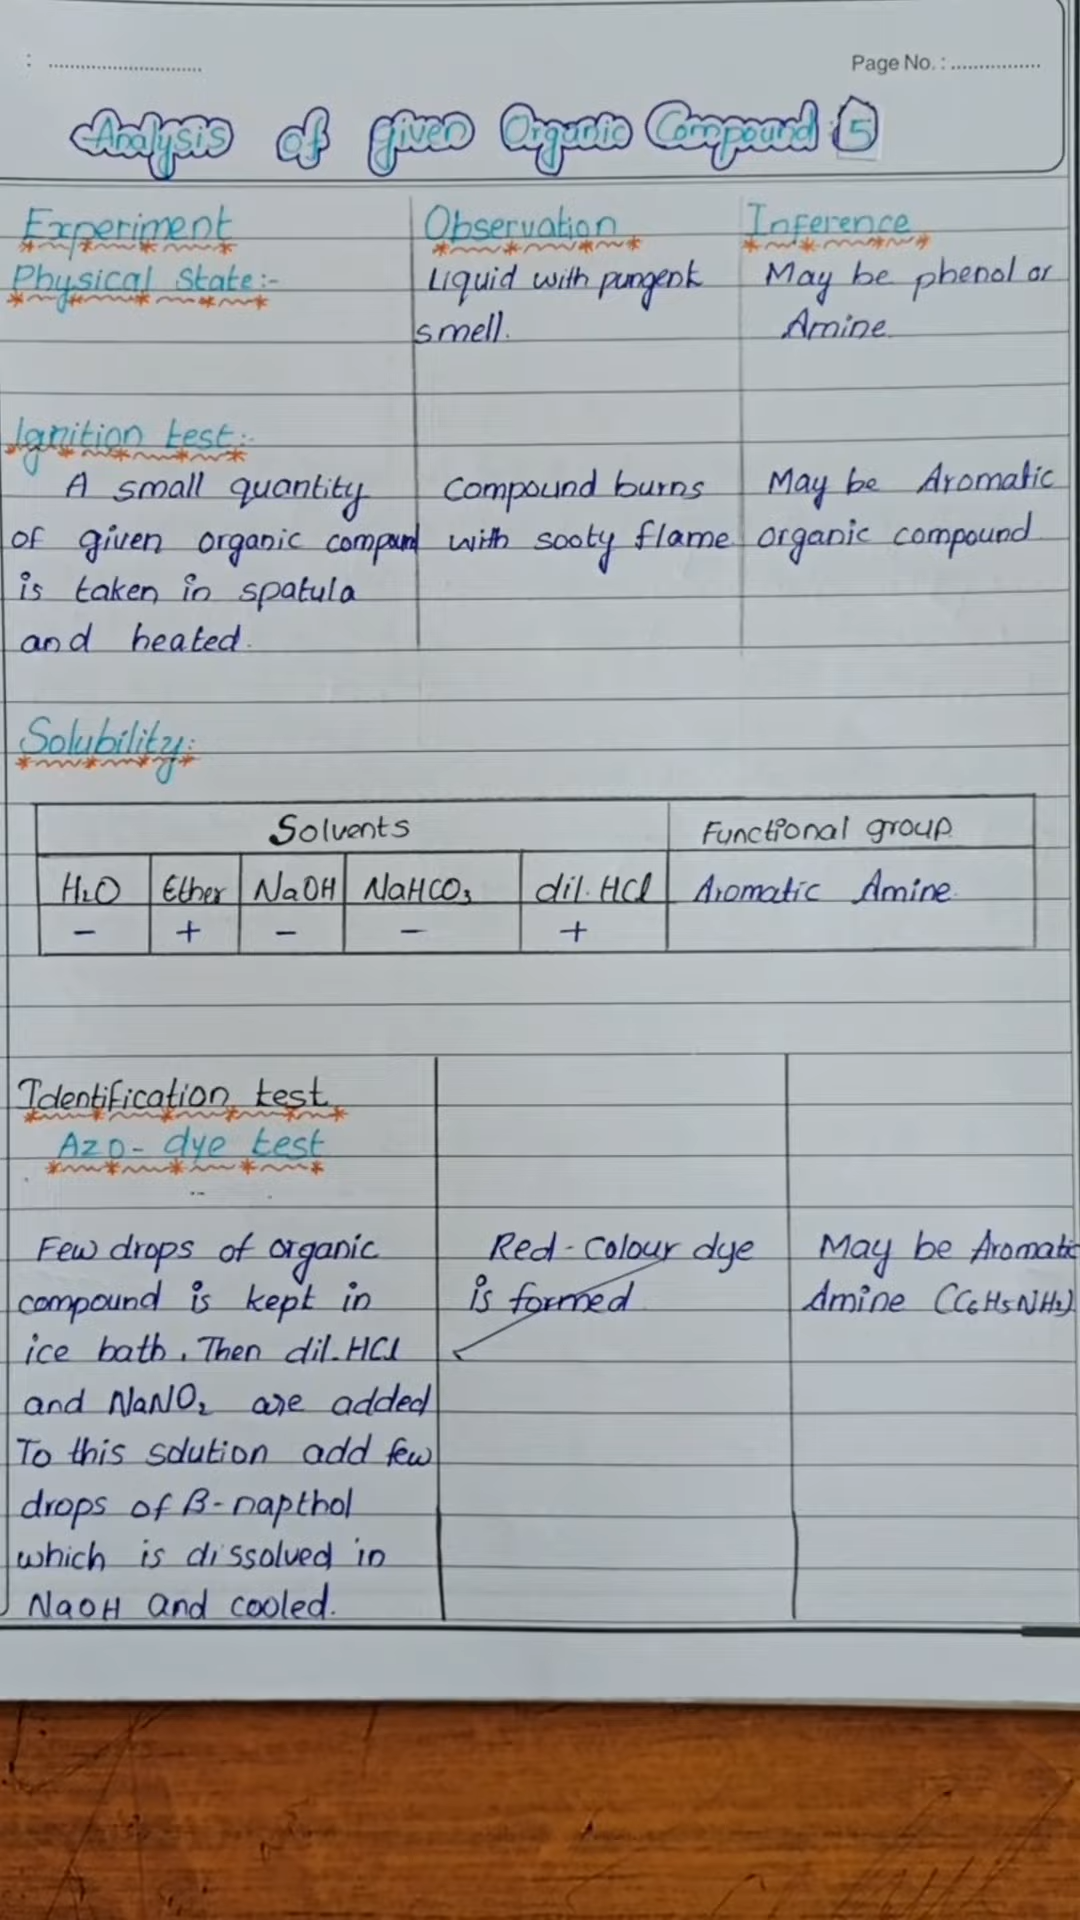 : ............................
Page No. : ................
Analysis of given Organic Compound 5
Experiment Observation Inference
Physical State:- Liquid with pungent May be phenol or
smell. Amine
Ignition test:-
A small quantity Compound burns May be Aromatic
of given organic compound with sooty flame organic compound
is taken in spatula
and heated.
Solubility:
Solvents Functional group
H₂O Ether NaOH NaHCO₃ dil. HCl Aromatic Amine
- + - - +
Identification test
Azo-dye test
Few drops of organic Red-Colour dye May be Aromatic
compound is kept in is formed Amine (C₆H₅NH₂)
ice bath. Then dil. HCl
and NaNO₂ are added
To this solution add few
drops of β-napthol
which is dissolved in
NaOH and cooled.